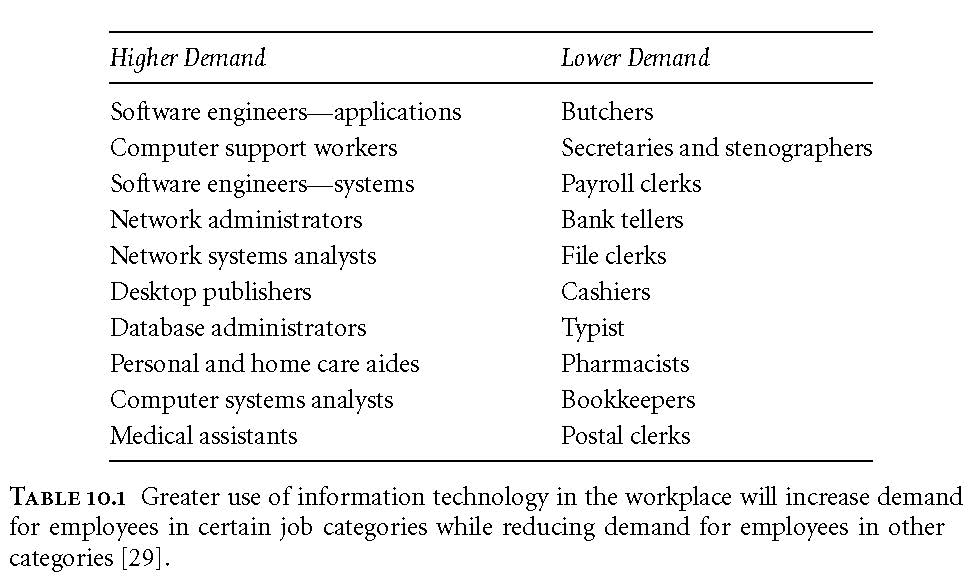 Higher Demand Lower Demand
Software engineers—applications Butchers
Computer support workers Secretaries and stenographers
Software engineers—systems Payroll clerks
Network administrators Bank tellers
Network systems analysts File clerks
Desktop publishers Cashiers
Database administrators Typist
Personal and home care aides Pharmacists
Computer systems analysts Bookkeepers
Medical assistants Postal clerks
TABLE 10.1 Greater use of information technology in the workplace will increase demand
for employees in certain job categories while reducing demand for employees in other
categories [29].